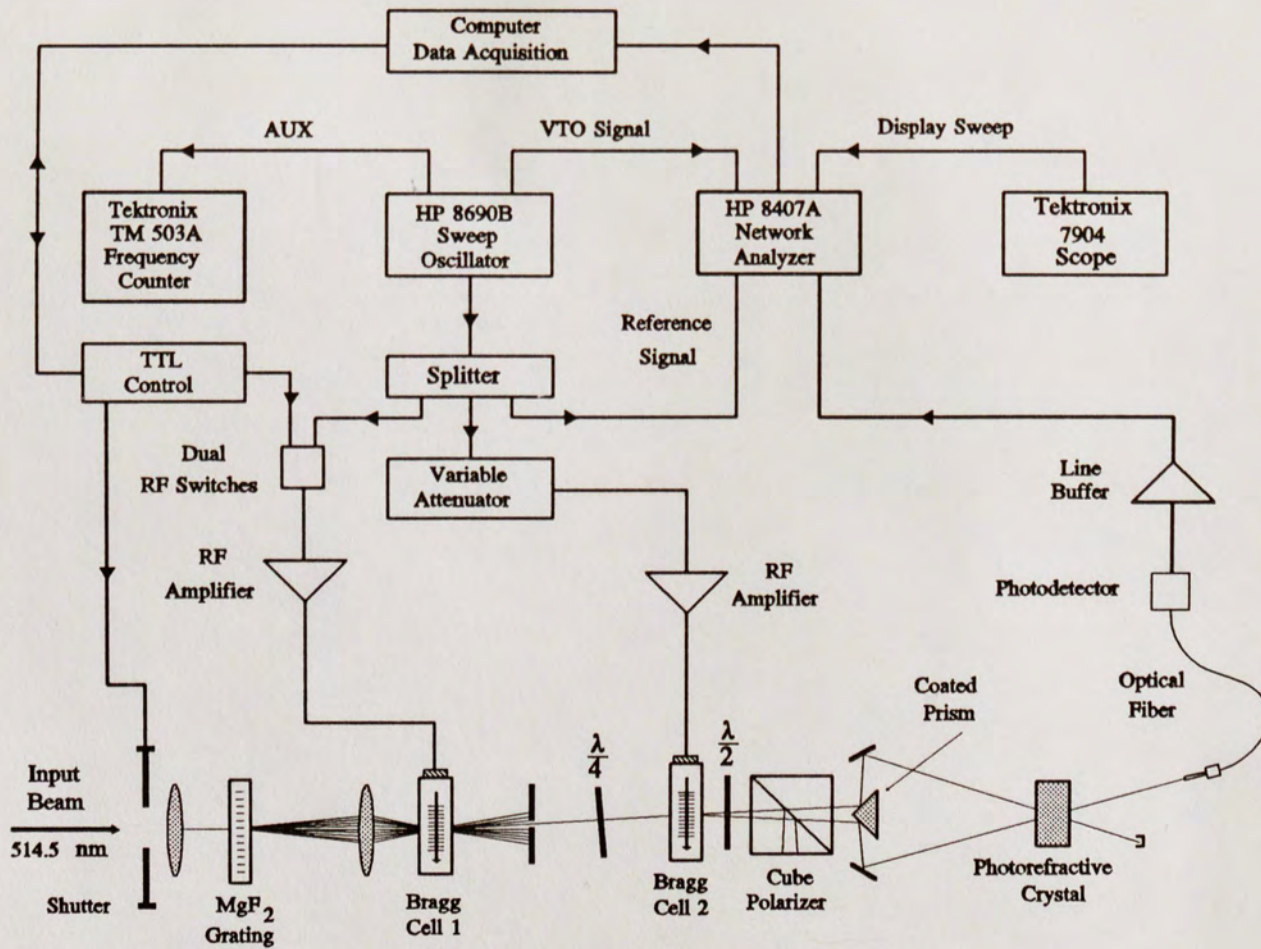 Computer
Data Acquisition
AUX
VTO Signal
Display Sweep
Tektronix
TM 503A
Frequency
Counter
HP 8690B
Sweep
Oscillator
HP 8407A
Network
Analyzer
Tektronix
7904
Scope
Reference
Signal
TTL
Control
Splitter
Dual
RF Switches
Variable
Attenuator
Line
Buffer
RF
Amplifier
RF
Amplifier
Photodetector
Coated
Prism
Optical
Fiber
λ/4
λ/2
Input
Beam
514.5 nm
Shutter
MgF₂
Grating
Bragg
Cell 1
Bragg
Cell 2
Cube
Polarizer
Photorefractive
Crystal